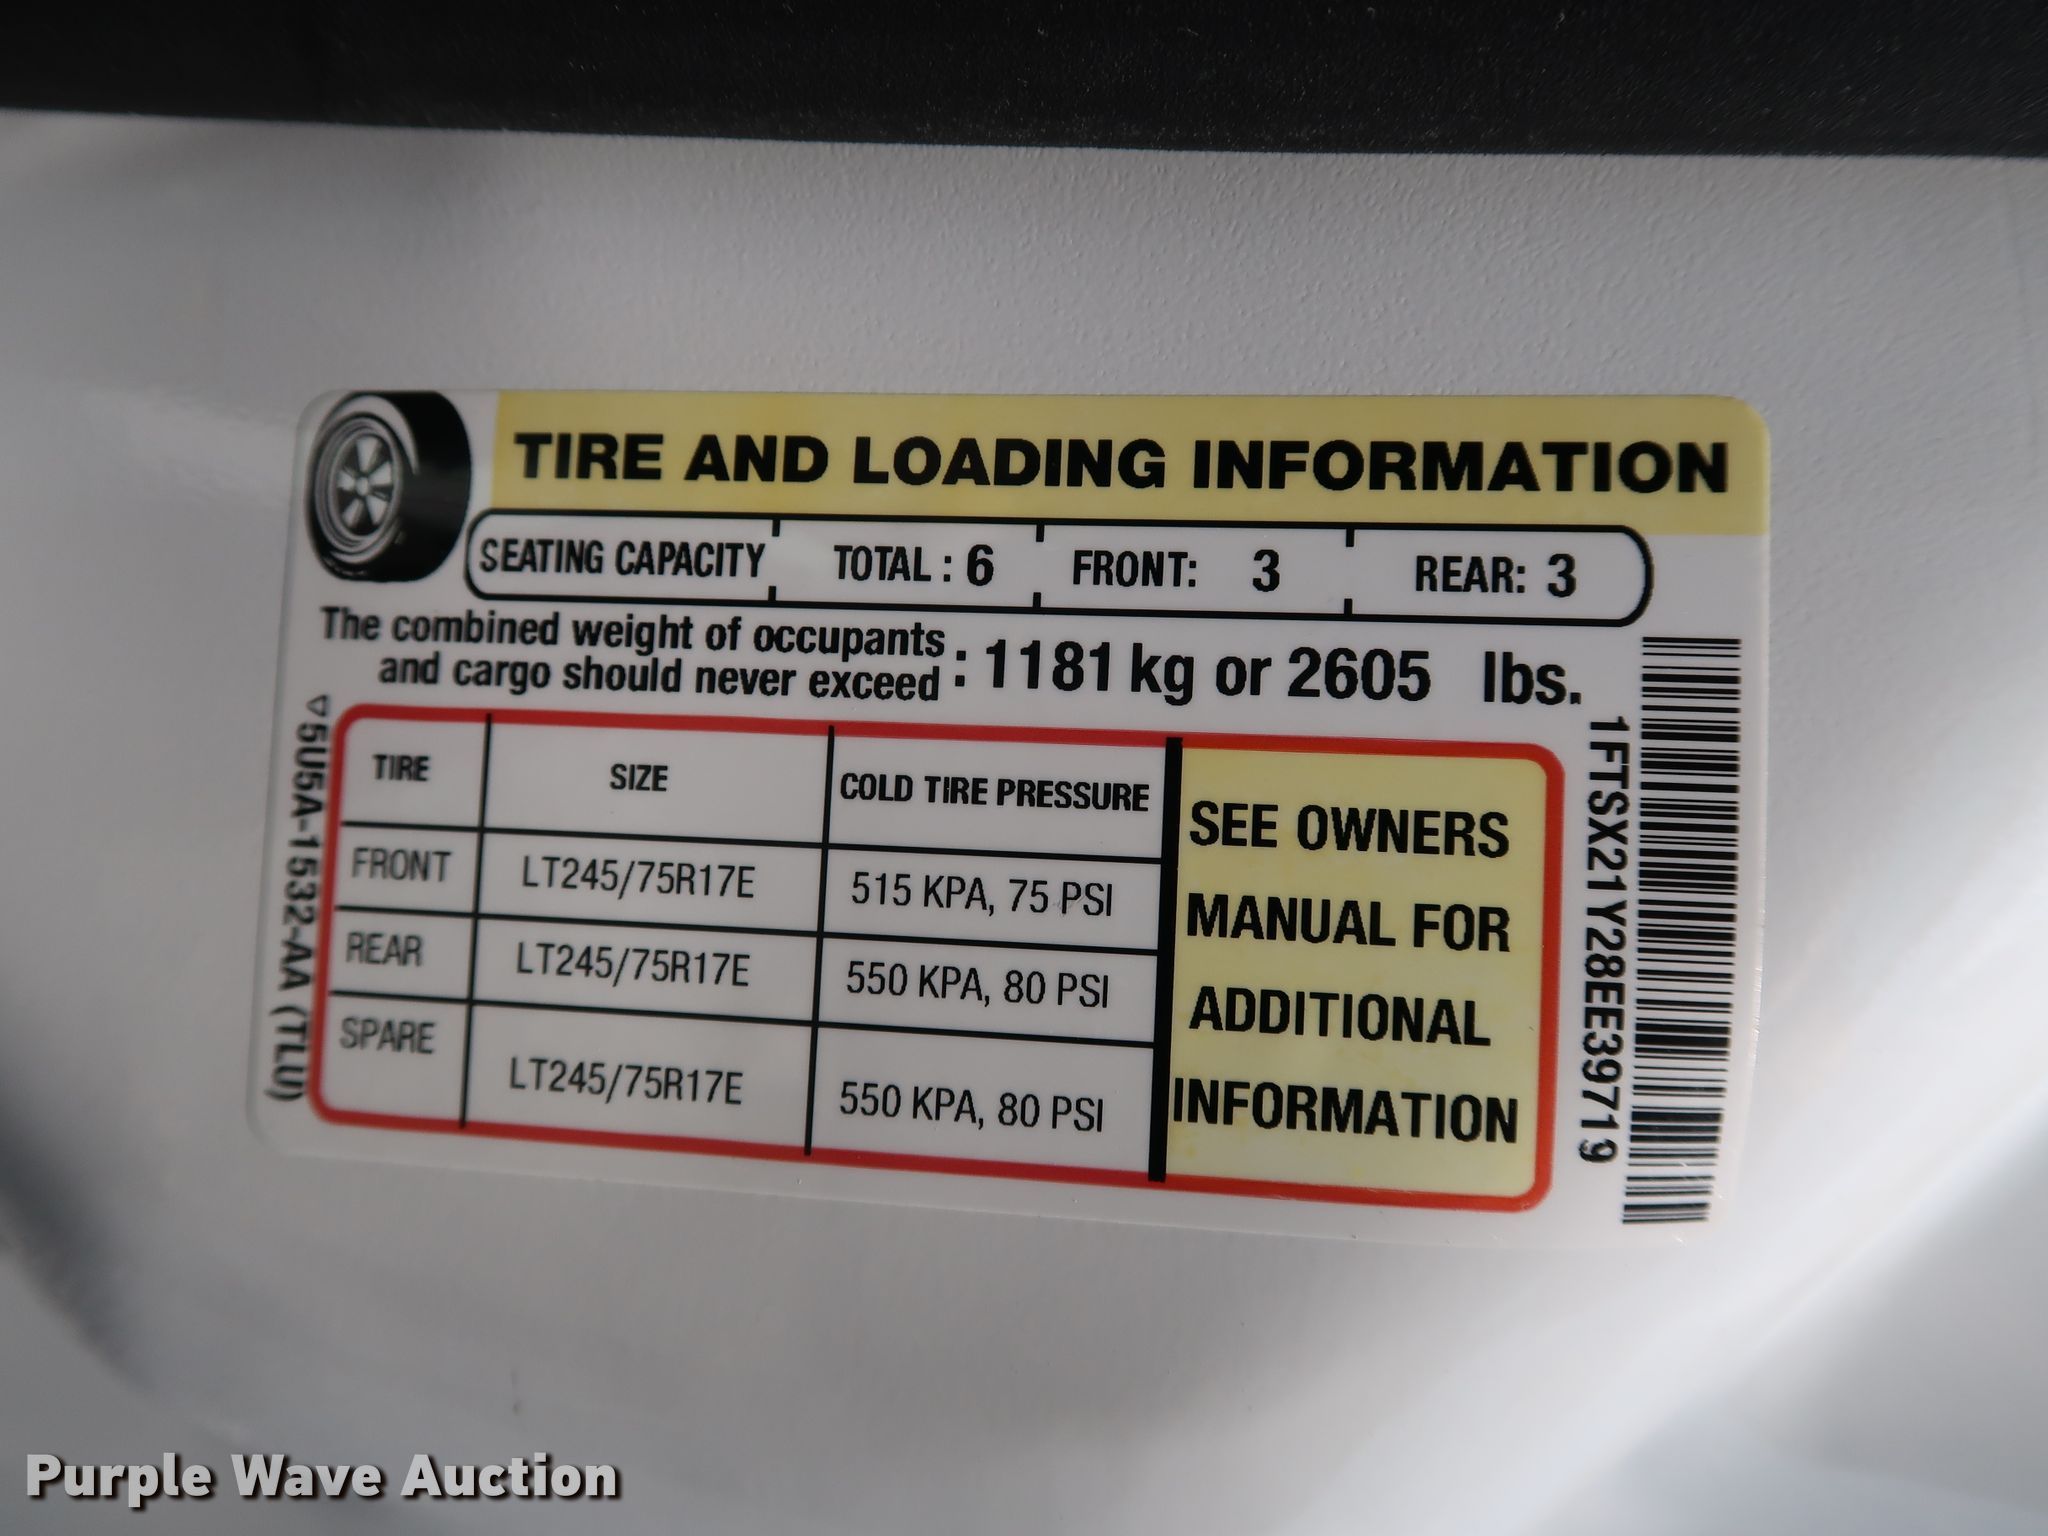 TIRE AND LOADING INFORMATION
SEATING CAPACITY TOTAL : 6 FRONT: 3 REAR: 3
The combined weight of occupants
and cargo should never exceed : 1181 kg or 2605 lbs.
TIRE SIZE COLD TIRE PRESSURE
FRONT LT245/75R17E 515 KPA, 75 PSI
REAR LT245/75R17E 550 KPA, 80 PSI
SPARE LT245/75R17E 550 KPA, 80 PSI
SEE OWNERS
MANUAL FOR
ADDITIONAL
INFORMATION
5U5A-1532-AA (TLU)
1FTSX21Y28EE39719
Purple Wave Auction